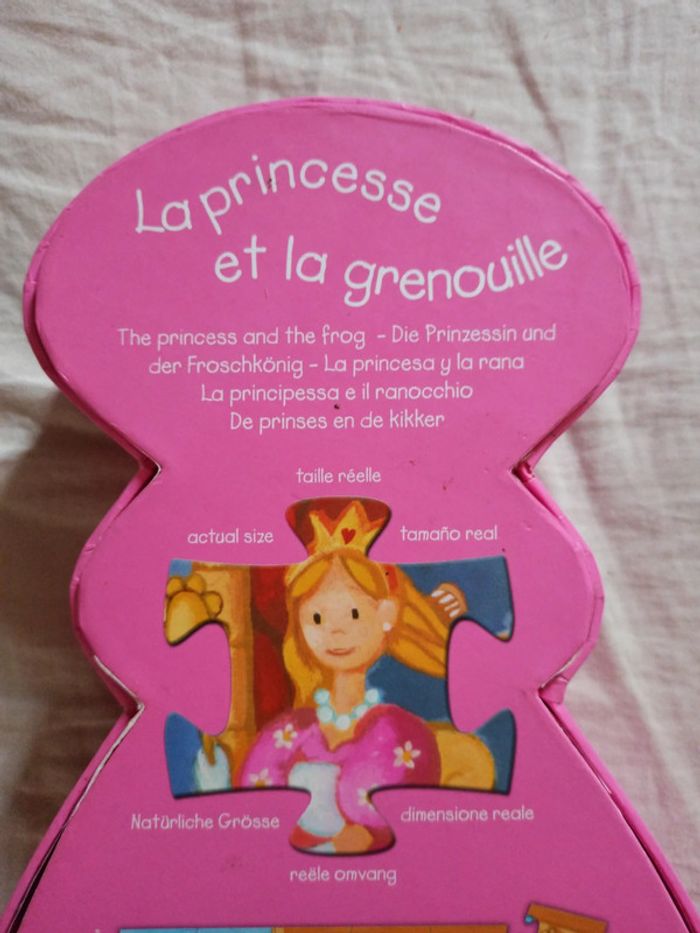 La princesse
et la grenouille
The princess and the frog - Die Prinzessin und
der Froschkönig - La princesa y la rana
La principessa e il ranocchio
De prinses en de kikker
taille réelle
actual size
tamaño real
Natürliche Grösse
dimensione reale
reële omvang